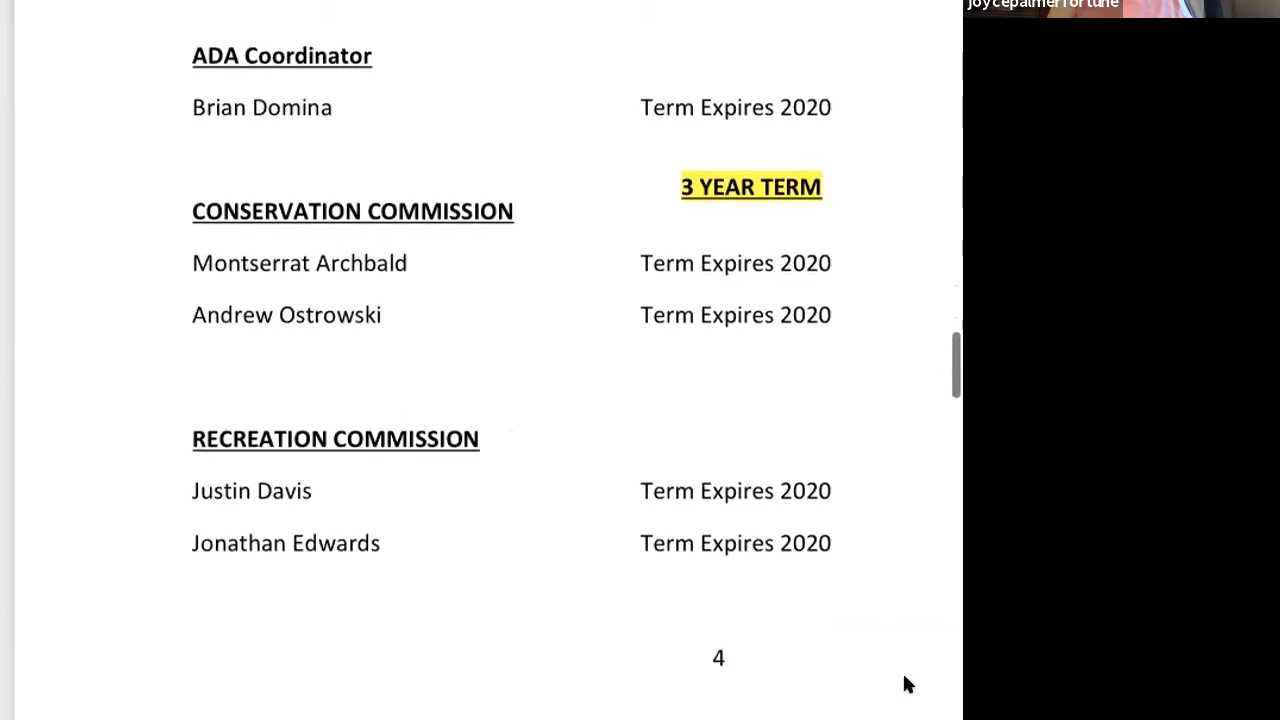 joycepalmerfortune
ADA Coordinator
Brian Domina Term Expires 2020
3 YEAR TERM
CONSERVATION COMMISSION
Montserrat Archbald Term Expires 2020
Andrew Ostrowski Term Expires 2020
RECREATION COMMISSION
Justin Davis Term Expires 2020
Jonathan Edwards Term Expires 2020
4